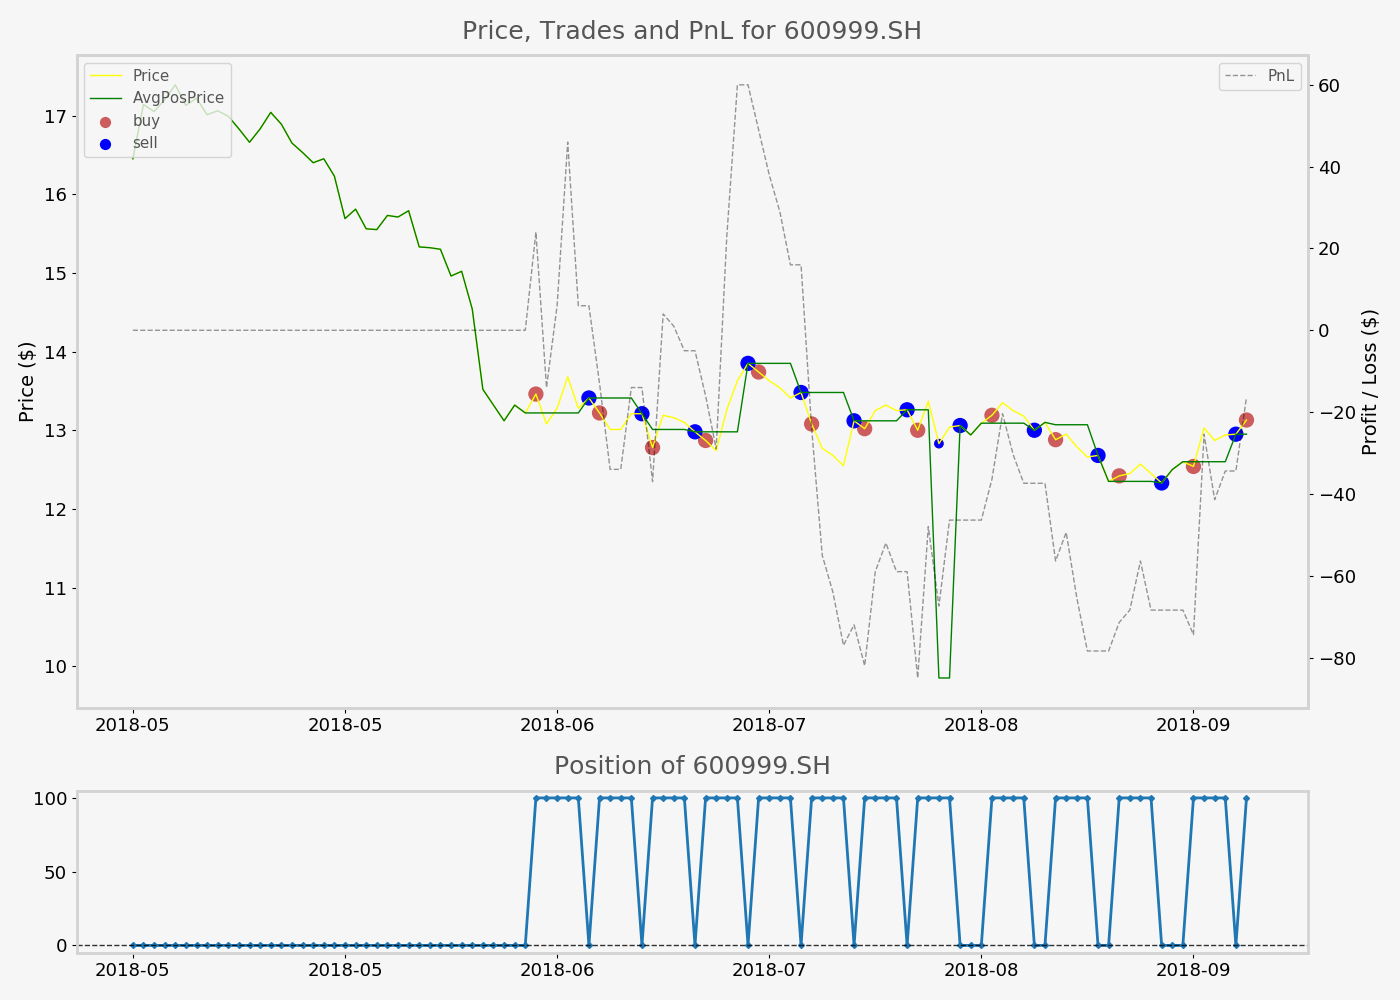 Price, Trades and PnL for 600999.SH
Price
AvgPosPrice
buy
sell
PnL
Price ($)
17
16
15
14
13
12
11
10
60
40
20
0
−20
−40
−60
−80
Profit / Loss ($)
2018-05 2018-05 2018-06 2018-07 2018-08 2018-09
Position of 600999.SH
100
50
0
2018-05 2018-05 2018-06 2018-07 2018-08 2018-09